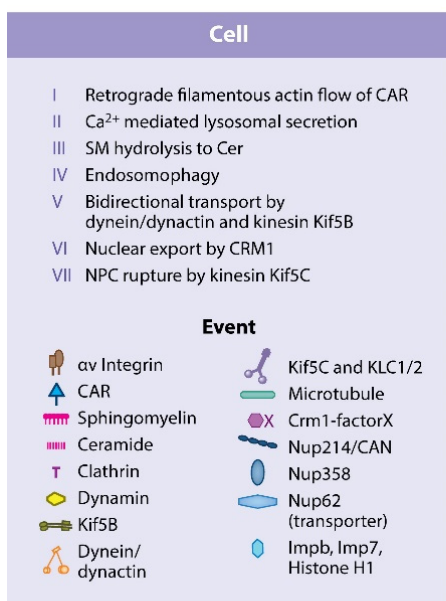 Cell
I Retrograde filamentous actin flow of CAR
II Ca²⁺ mediated lysosomal secretion
III SM hydrolysis to Cer
IV Endosomophagy
V Bidirectional transport by
dynein/dynactin and kinesin Kif5B
VI Nuclear export by CRM1
VII NPC rupture by kinesin Kif5C
Event
αv Integrin
CAR
Sphingomyelin
Ceramide
T Clathrin
Dynamin
Kif5B
Dynein/
dynactin
Kif5C and KLC1/2
Microtubule
X Crm1-factorX
Nup214/CAN
Nup358
Nup62
(transporter)
Impb, Imp7,
Histone H1